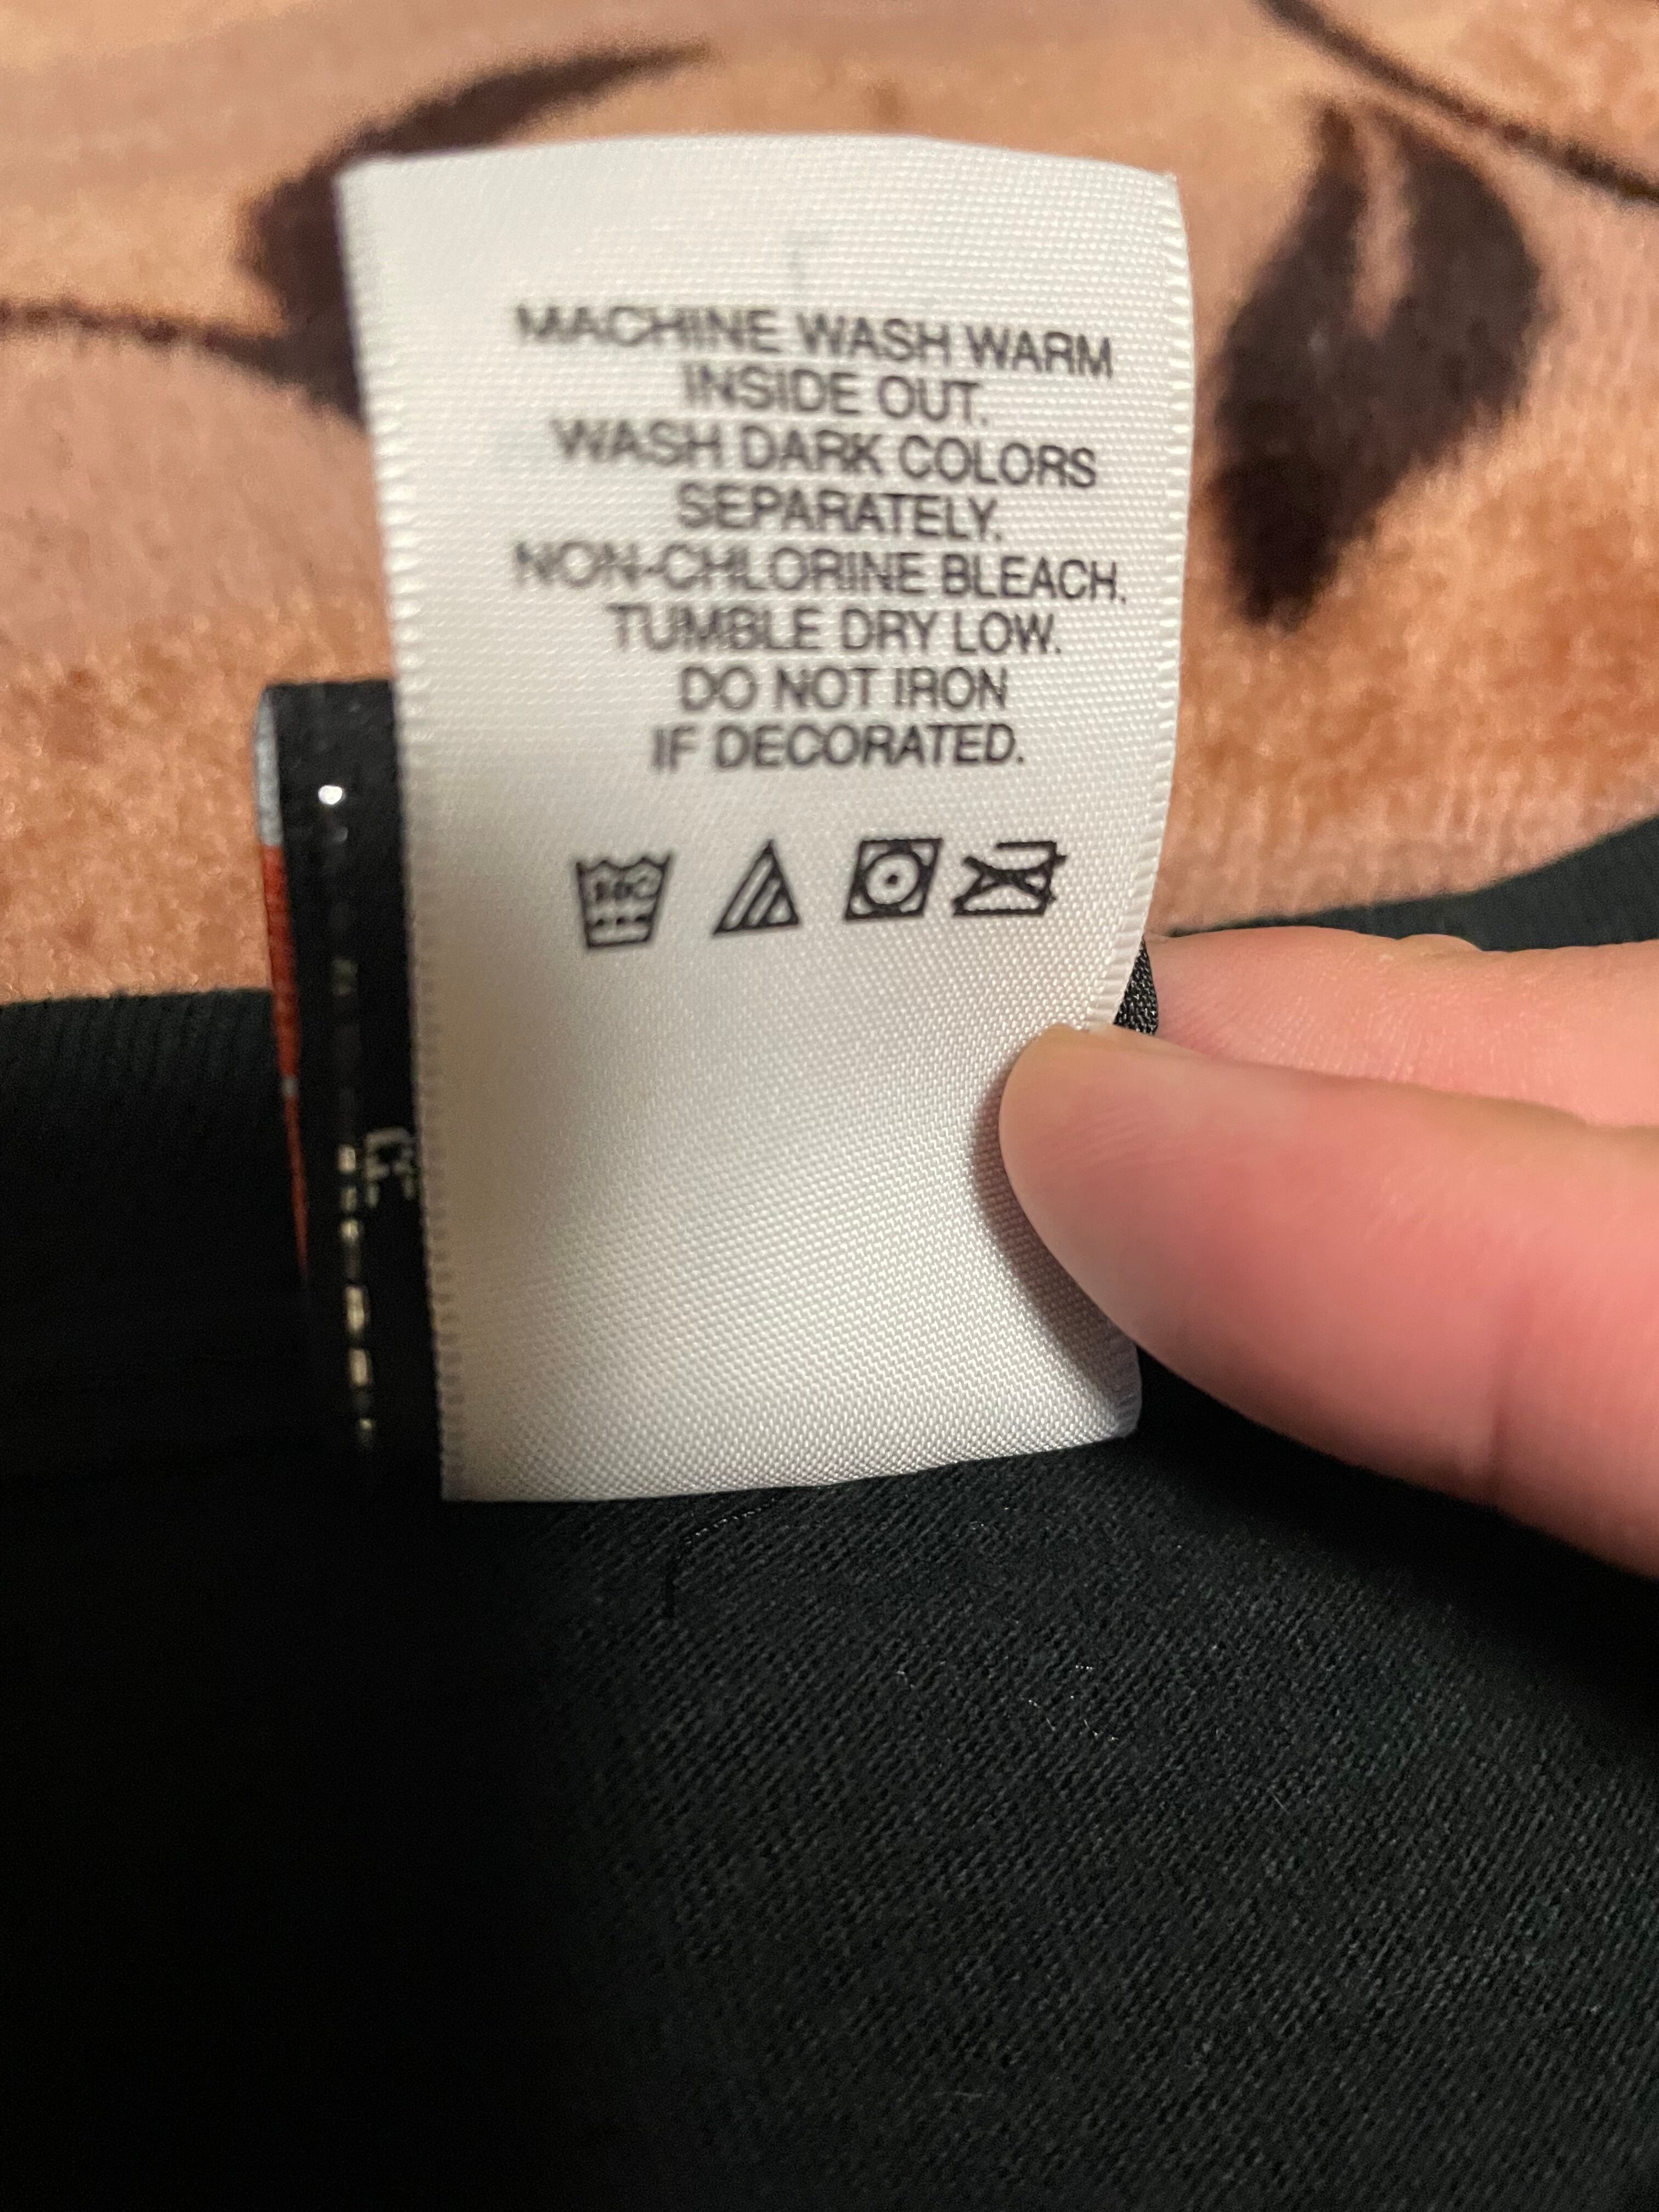 MACHINE WASH WARM
INSIDE OUT.
WASH DARK COLORS
SEPARATELY.
NON-CHLORINE BLEACH.
TUMBLE DRY LOW.
DO NOT IRON
IF DECORATED.